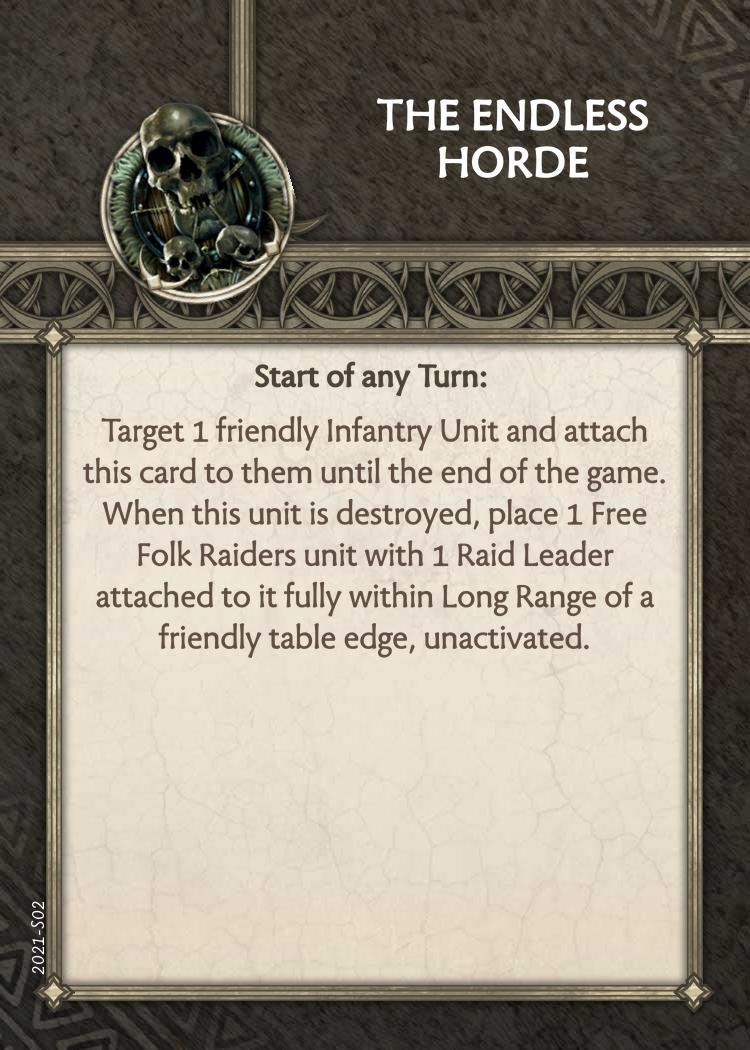 THE ENDLESS
HORDE
Start of any Turn:
Target 1 friendly Infantry Unit and attach
this card to them until the end of the game.
When this unit is destroyed, place 1 Free
Folk Raiders unit with 1 Raid Leader
attached to it fully within Long Range of a
friendly table edge, unactivated.
2021-S02